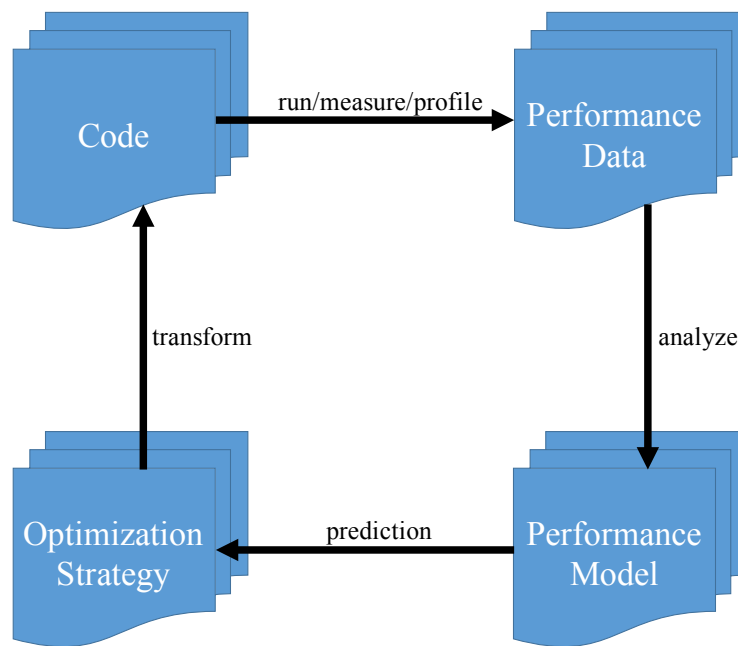 Code
run/measure/profile
Performance
Data
transform
analyze
Optimization
Strategy
prediction
Performance
Model